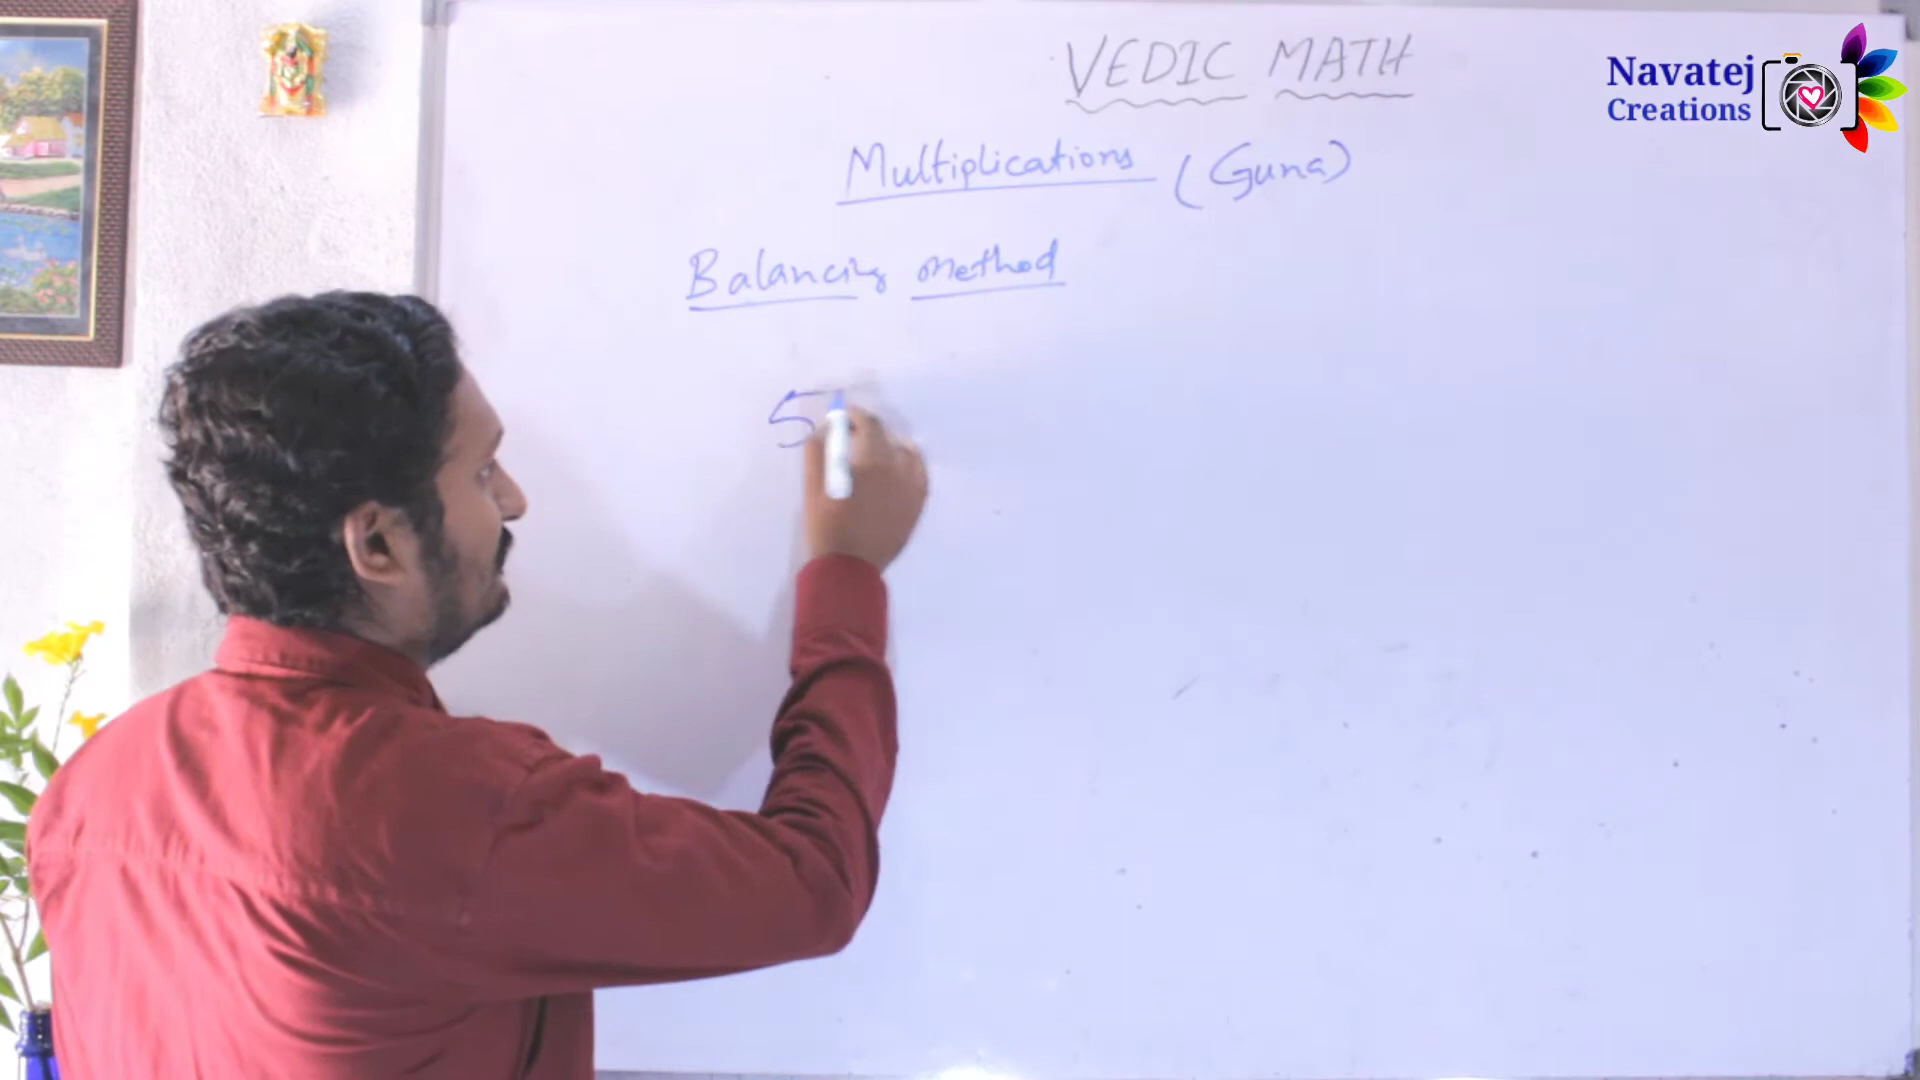 VEDIC MATH
Navatej
Creations
Multiplications (Guna)
Balancing Method
5